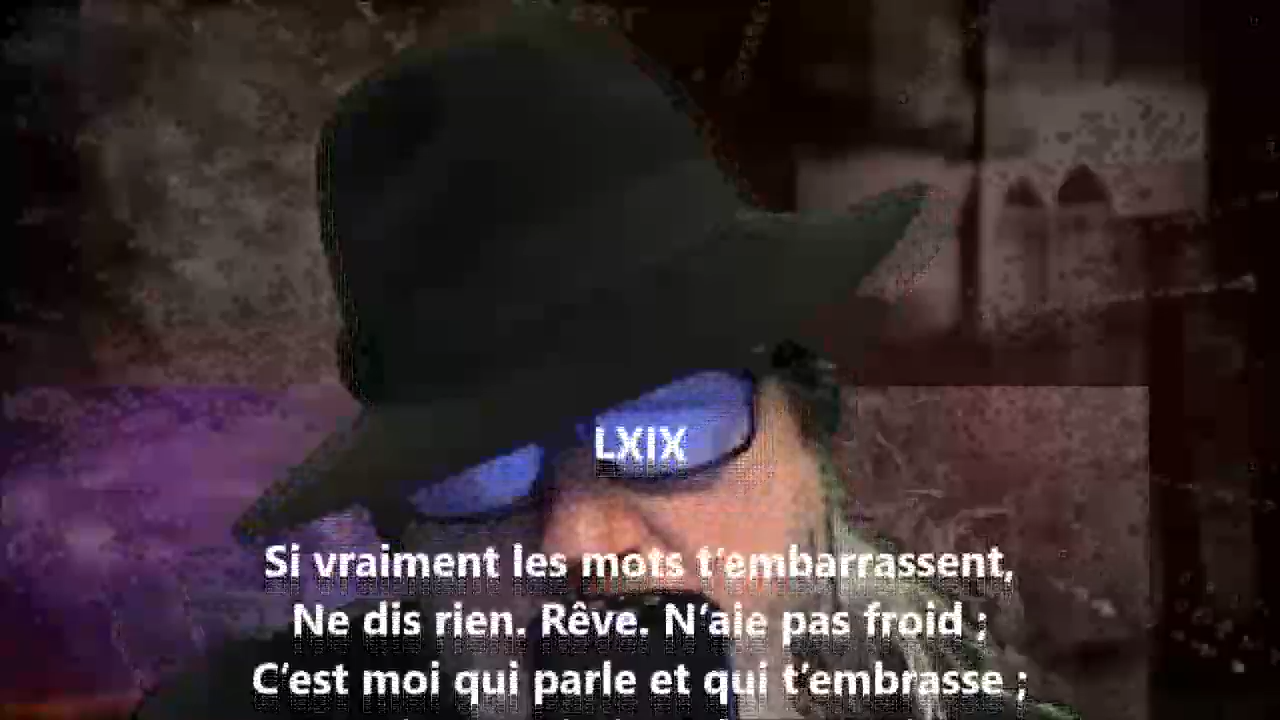 LXIX
Si vraiment les mots t’embarrassent,
Ne dis rien. Rêve. N’aie pas froid ;
C’est moi qui parle et qui t’embrasse ;